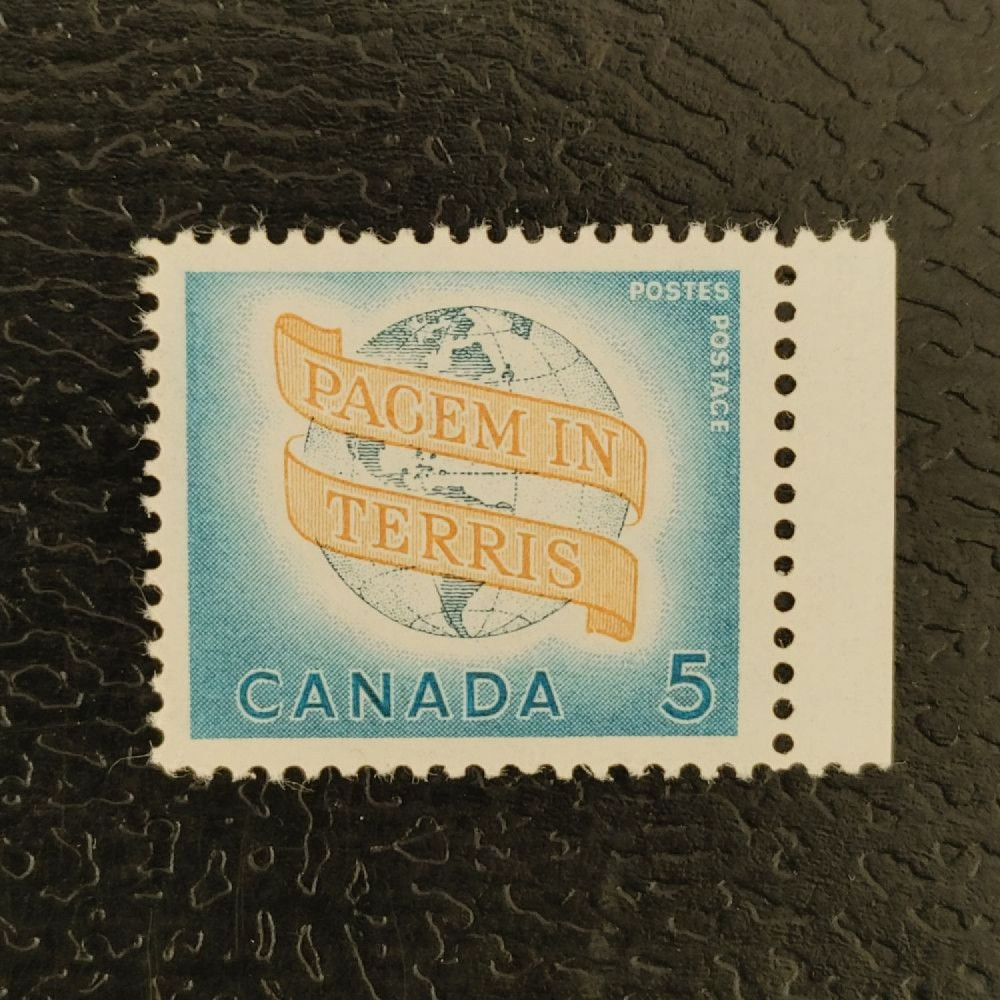 POSTES
POSTAGE
PACEM IN
TERRIS
CANADA 5